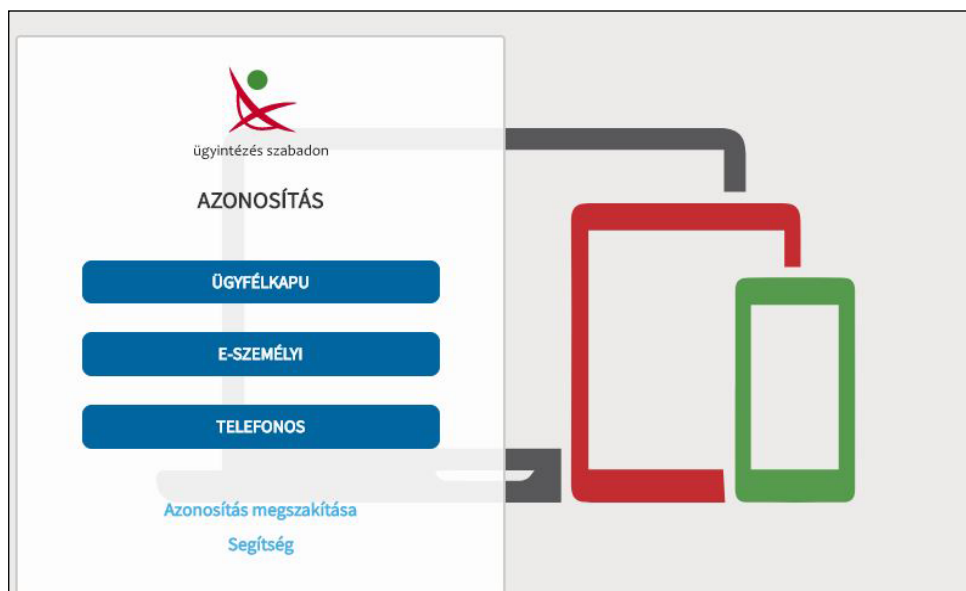 ügyintézés szabadon
AZONOSÍTÁS
ÜGYFÉLKAPU
E-SZEMÉLYI
TELEFONOS
Azonosítás megszakítása
Segítség